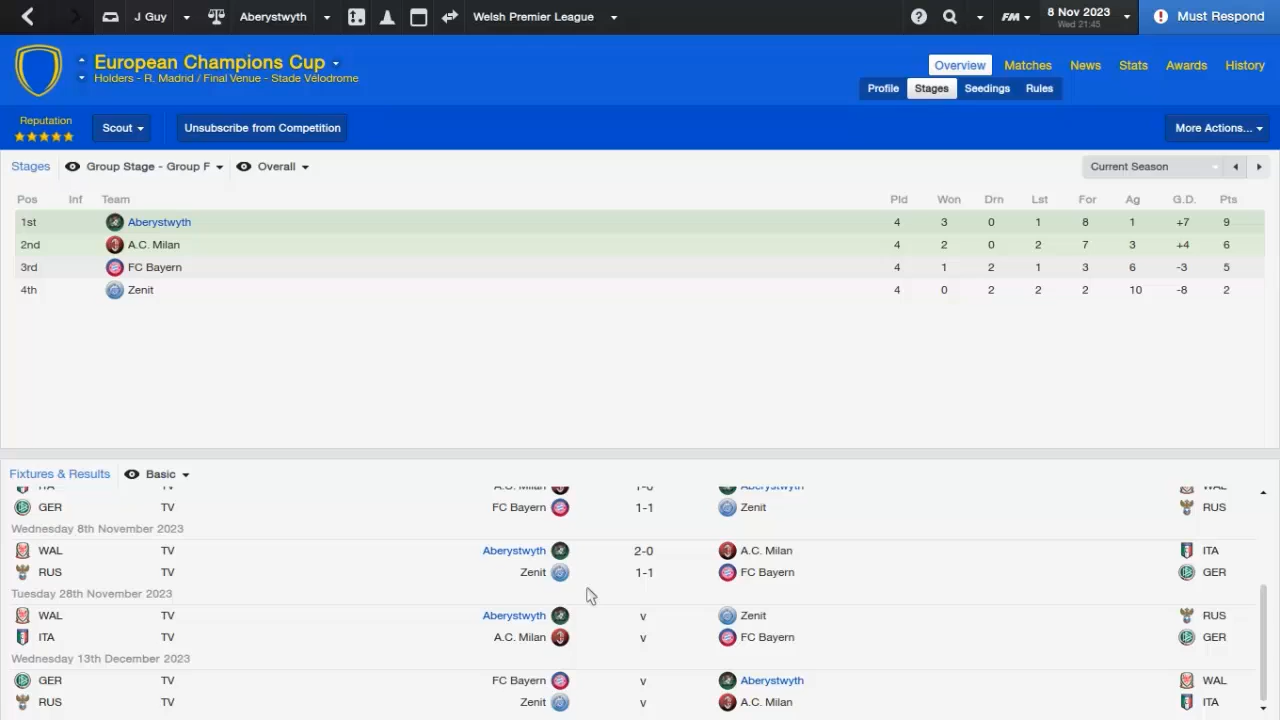 J Guy Aberystwyth Welsh Premier League FM 8 Nov 2023 Must Respond
Wed 21:45
European Champions Cup
Holders - R. Madrid / Final Venue - Stade Vélodrome
Overview Matches News Stats Awards History
Profile Stages Seedings Rules
Reputation
Scout Unsubscribe from Competition More Actions...
Stages Group Stage - Group F Overall Current Season
Pos Inf Team Pld Won Drn Lst For Ag G.D. Pts
1st Aberystwyth 4 3 0 1 8 1 +7 9
2nd A.C. Milan 4 2 0 2 7 3 +4 6
3rd FC Bayern 4 1 2 1 3 6 -3 5
4th Zenit 4 0 2 2 2 10 -8 2
Fixtures & Results Basic
ITA TV A.C. Milan 1-0 Aberystwyth WAL
GER TV FC Bayern 1-1 Zenit RUS
Wednesday 8th November 2023
WAL TV Aberystwyth 2-0 A.C. Milan ITA
RUS TV Zenit 1-1 FC Bayern GER
Tuesday 28th November 2023
WAL TV Aberystwyth v Zenit RUS
ITA TV A.C. Milan v FC Bayern GER
Wednesday 13th December 2023
GER TV FC Bayern v Aberystwyth WAL
RUS TV Zenit v A.C. Milan ITA